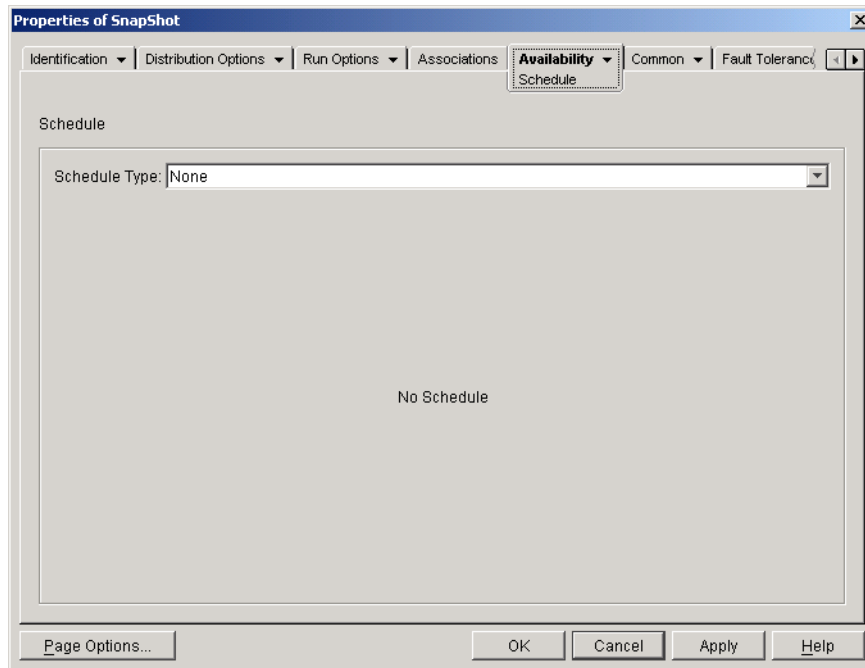 Properties of SnapShot
Identification Distribution Options Run Options Associations Availability Common Fault Tolerance
Schedule
Schedule
Schedule Type: None
No Schedule
Page Options... OK Cancel Apply Help